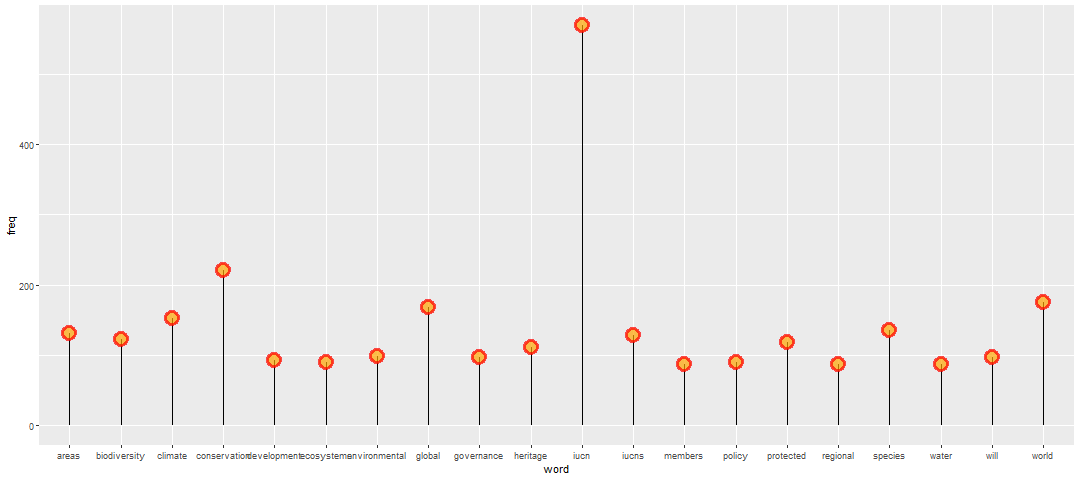 400
200
0
freq
areas biodiversity climate conservation development ecosystem environmental global governance heritage iucn iucns members policy protected regional species water will world
word